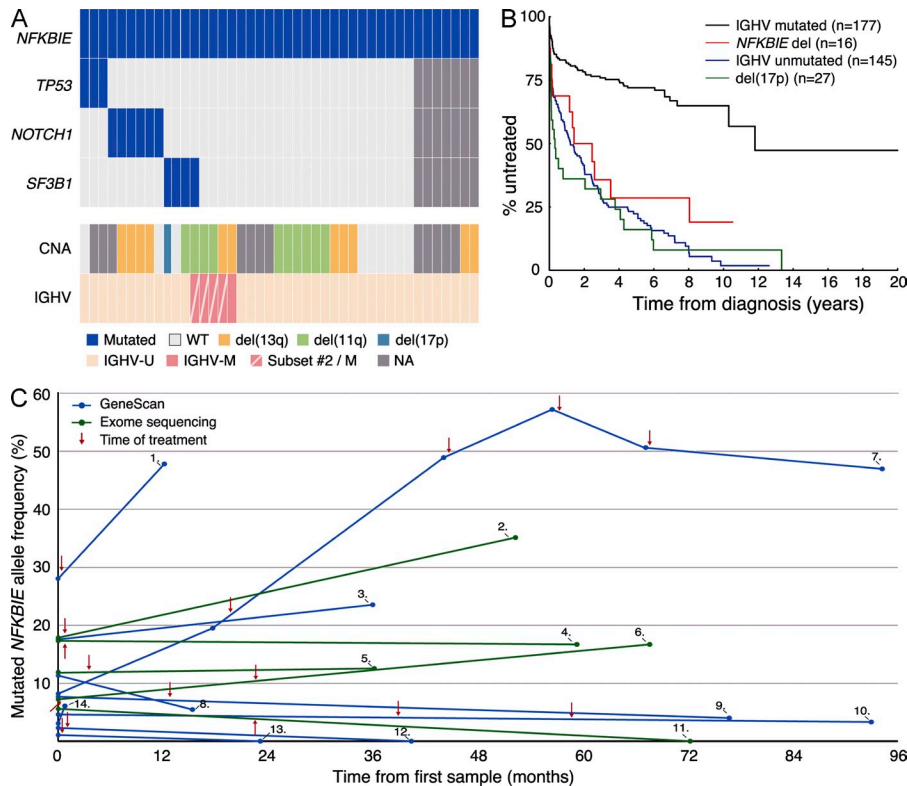 A
NFKBIE
TP53
NOTCH1
SF3B1
CNA
IGHV
Mutated WT del(13q) del(11q) del(17p)
IGHV-U IGHV-M Subset #2 / M NA
B
IGHV mutated (n=177)
NFKBIE del (n=16)
IGHV unmutated (n=145)
del(17p) (n=27)
% untreated
100
75
50
25
0
0 2 4 6 8 10 12 14 16 18 20
Time from diagnosis (years)
C
GeneScan
Exome sequencing
Time of treatment
Mutated NFKBIE allele frequency (%)
60
50
40
30
20
10
1.
2.
3.
4.
5.
6.
7.
8.
9.
10.
11.
12.
13.
14.
0 12 24 36 48 60 72 84 96
Time from first sample (months)